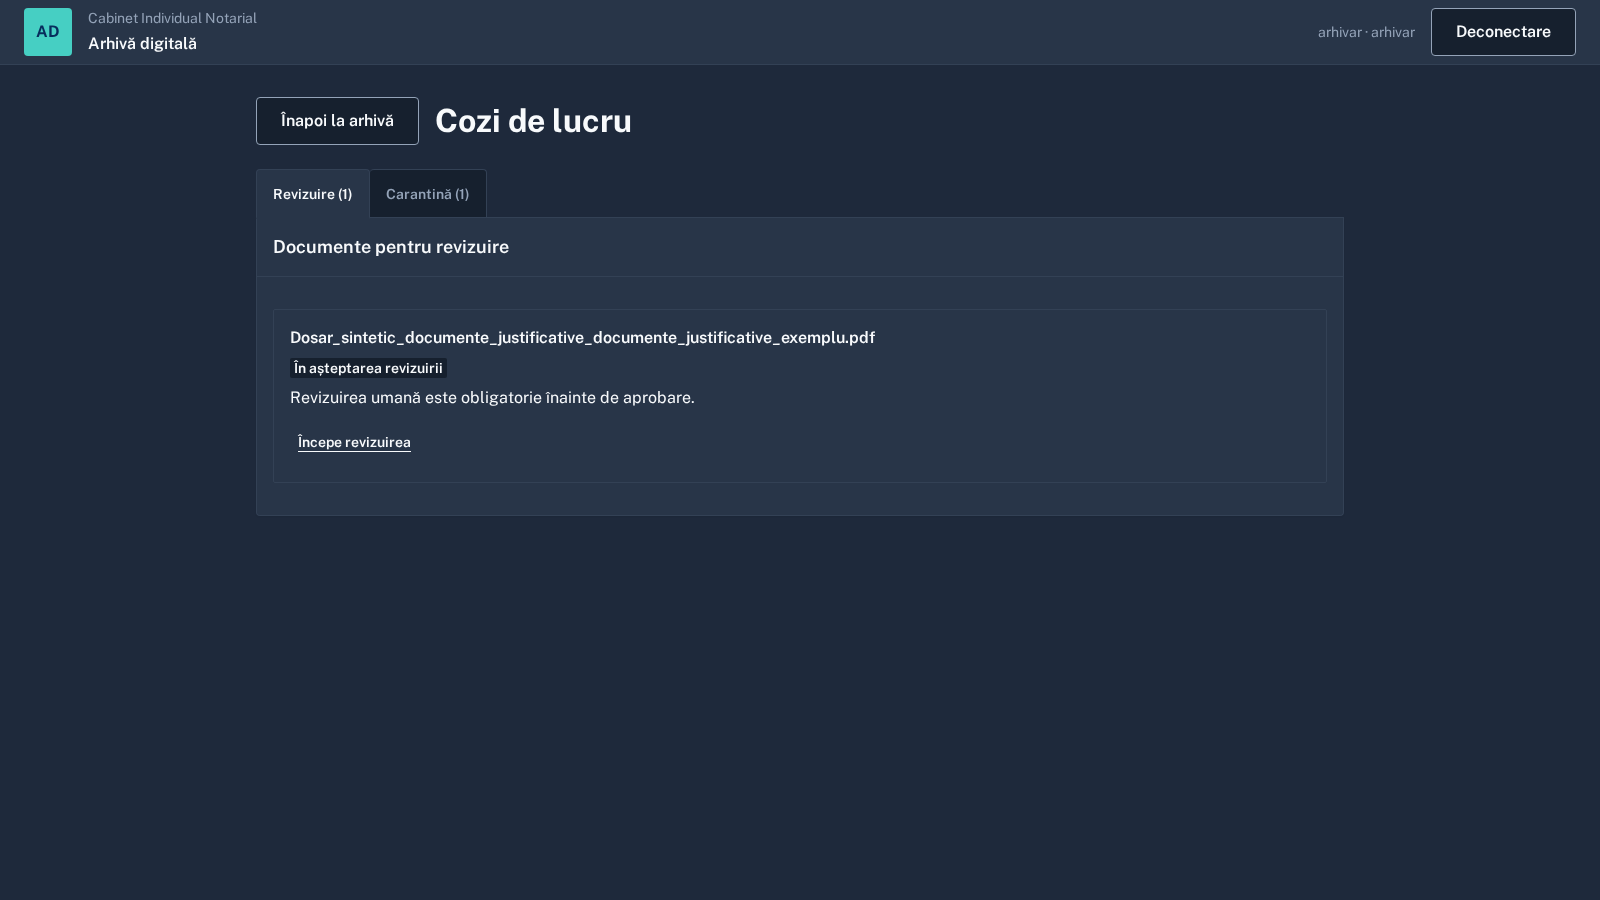 AD
Cabinet Individual Notarial
Arhivă digitală
arhivar · arhivar
Deconectare
Înapoi la arhivă
Cozi de lucru
Revizuire (1)
Carantină (1)
Documente pentru revizuire
Dosar_sintetic_documente_justificative_documente_justificative_exemplu.pdf
În așteptarea revizuirii
Revizuirea umană este obligatorie înainte de aprobare.
Începe revizuirea